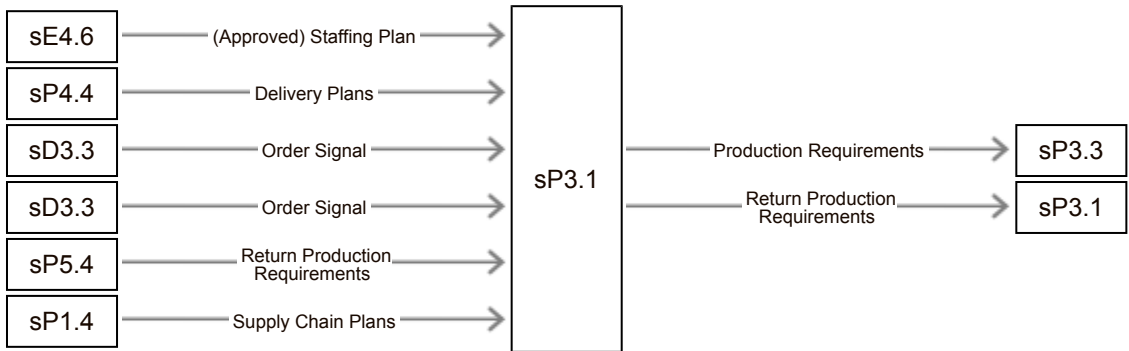 sE4.6
(Approved) Staffing Plan
sP4.4
Delivery Plans
sD3.3
Order Signal
sD3.3
Order Signal
sP5.4
Return Production
Requirements
sP1.4
Supply Chain Plans
sP3.1
Production Requirements
sP3.3
Return Production
Requirements
sP3.1